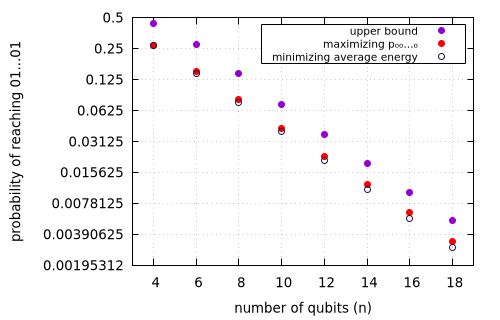 0.5
0.25
0.125
0.0625
0.03125
0.015625
0.0078125
0.00390625
0.00195312
probability of reaching 01...01
upper bound
maximizing p₀₀...₀
minimizing average energy
4 6 8 10 12 14 16 18
number of qubits (n)